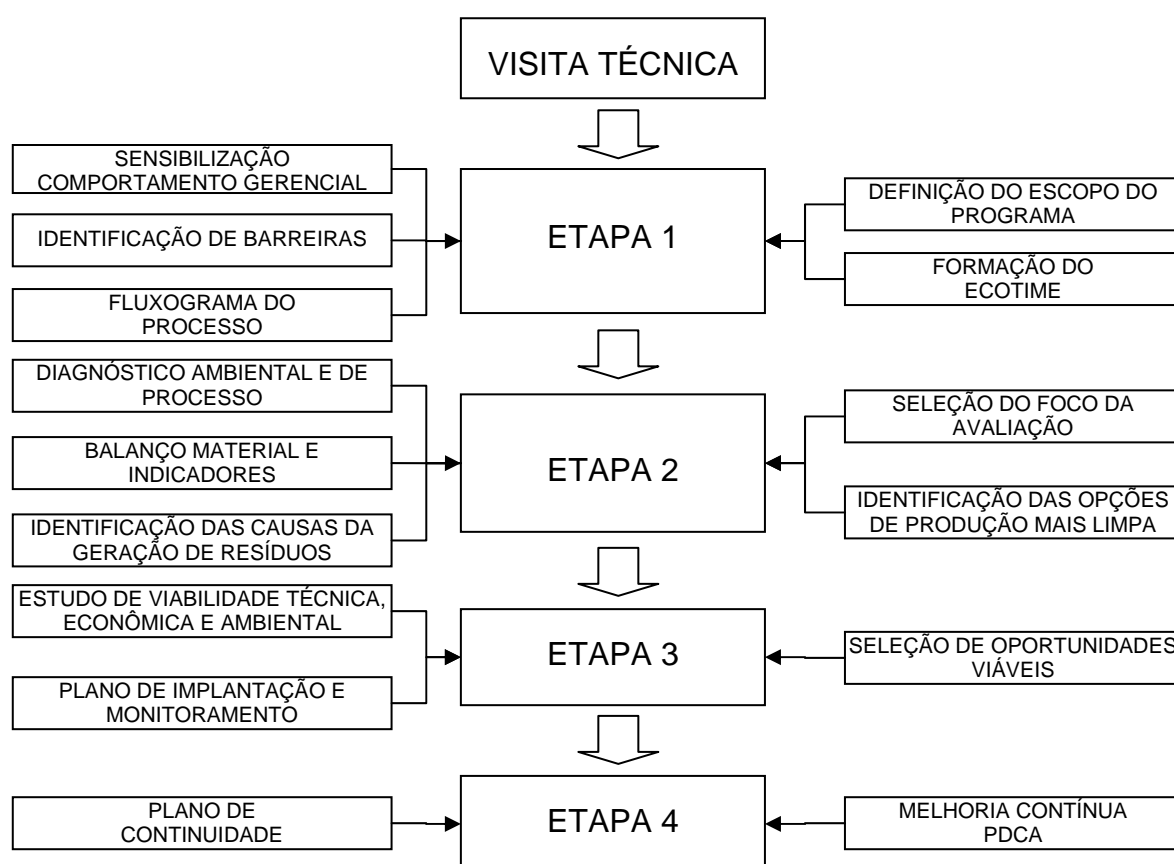 VISITA TÉCNICA
SENSIBILIZAÇÃO
COMPORTAMENTO GERENCIAL
IDENTIFICAÇÃO DE BARREIRAS
FLUXOGRAMA DO
PROCESSO
ETAPA 1
DEFINIÇÃO DO ESCOPO DO
PROGRAMA
FORMAÇÃO DO
ECOTIME
DIAGNÓSTICO AMBIENTAL E DE
PROCESSO
BALANÇO MATERIAL E
INDICADORES
IDENTIFICAÇÃO DAS CAUSAS DA
GERAÇÃO DE RESÍDUOS
ETAPA 2
SELEÇÃO DO FOCO DA
AVALIAÇÃO
IDENTIFICAÇÃO DAS OPÇÕES
DE PRODUÇÃO MAIS LIMPA
ESTUDO DE VIABILIDADE TÉCNICA,
ECONÔMICA E AMBIENTAL
PLANO DE IMPLANTAÇÃO E
MONITORAMENTO
ETAPA 3
SELEÇÃO DE OPORTUNIDADES
VIÁVEIS
PLANO DE
CONTINUIDADE
ETAPA 4
MELHORIA CONTÍNUA
PDCA